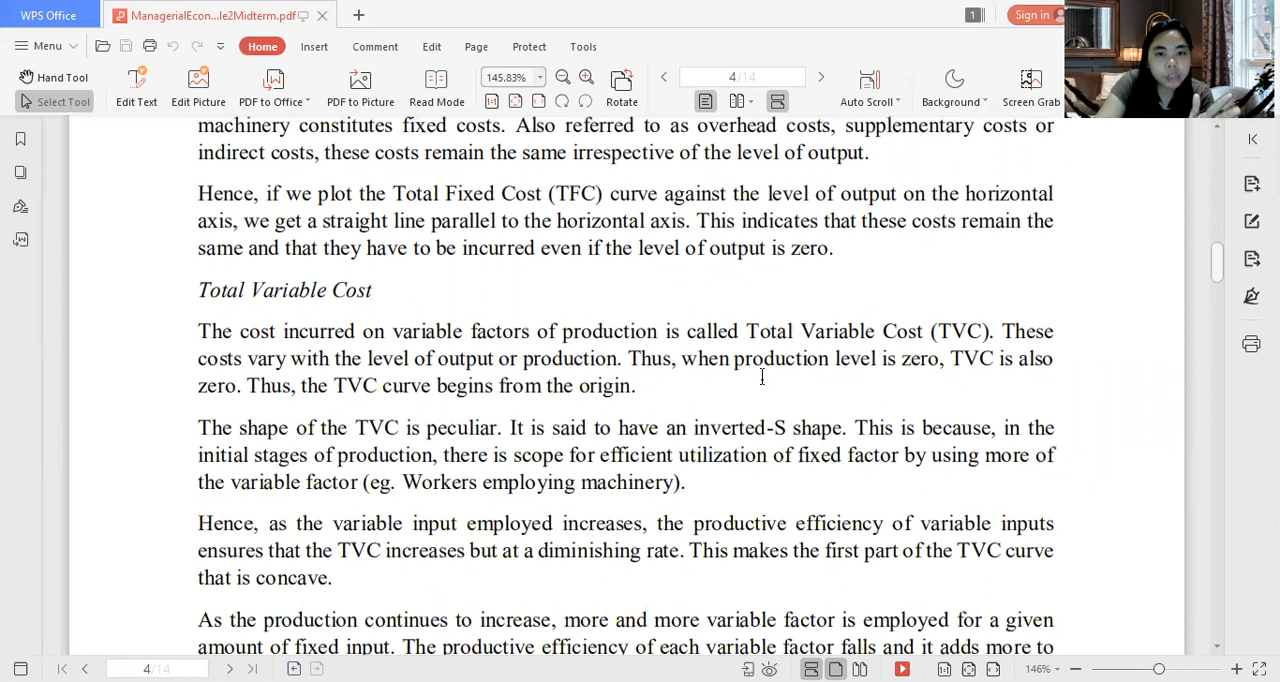 WPS Office
ManagerialEcon...le2Midterm.pdf
1
Sign in
Menu
Home
Insert
Comment
Edit
Page
Protect
Tools
Hand Tool
Select Tool
Edit Text
Edit Picture
PDF to Office
PDF to Picture
Read Mode
145.83%
Rotate
4/14
Auto Scroll
Background
Screen Grab
machinery constitutes fixed costs. Also referred to as overhead costs, supplementary costs or
indirect costs, these costs remain the same irrespective of the level of output.
Hence, if we plot the Total Fixed Cost (TFC) curve against the level of output on the horizontal
axis, we get a straight line parallel to the horizontal axis. This indicates that these costs remain the
same and that they have to be incurred even if the level of output is zero.
Total Variable Cost
The cost incurred on variable factors of production is called Total Variable Cost (TVC). These
costs vary with the level of output or production. Thus, when production level is zero, TVC is also
zero. Thus, the TVC curve begins from the origin.
The shape of the TVC is peculiar. It is said to have an inverted-S shape. This is because, in the
initial stages of production, there is scope for efficient utilization of fixed factor by using more of
the variable factor (eg. Workers employing machinery).
Hence, as the variable input employed increases, the productive efficiency of variable inputs
ensures that the TVC increases but at a diminishing rate. This makes the first part of the TVC curve
that is concave.
As the production continues to increase, more and more variable factor is employed for a given
amount of fixed input. The productive efficiency of each variable factor falls and it adds more to
4/14
146%